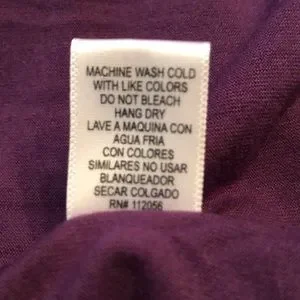 MACHINE WASH COLD
WITH LIKE COLORS
DO NOT BLEACH
HANG DRY
LAVE A MAQUINA CON
AGUA FRIA
CON COLORES
SIMILARES NO USAR
BLANQUEADOR
SECAR COLGADO
RN# 112056